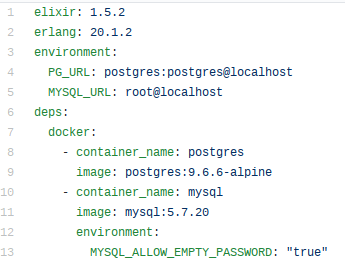 1 elixir: 1.5.2
2 erlang: 20.1.2
3 environment:
4   PG_URL: postgres:postgres@localhost
5   MYSQL_URL: root@localhost
6 deps:
7   docker:
8     - container_name: postgres
9       image: postgres:9.6.6-alpine
10     - container_name: mysql
11       image: mysql:5.7.20
12       environment:
13         MYSQL_ALLOW_EMPTY_PASSWORD: "true"